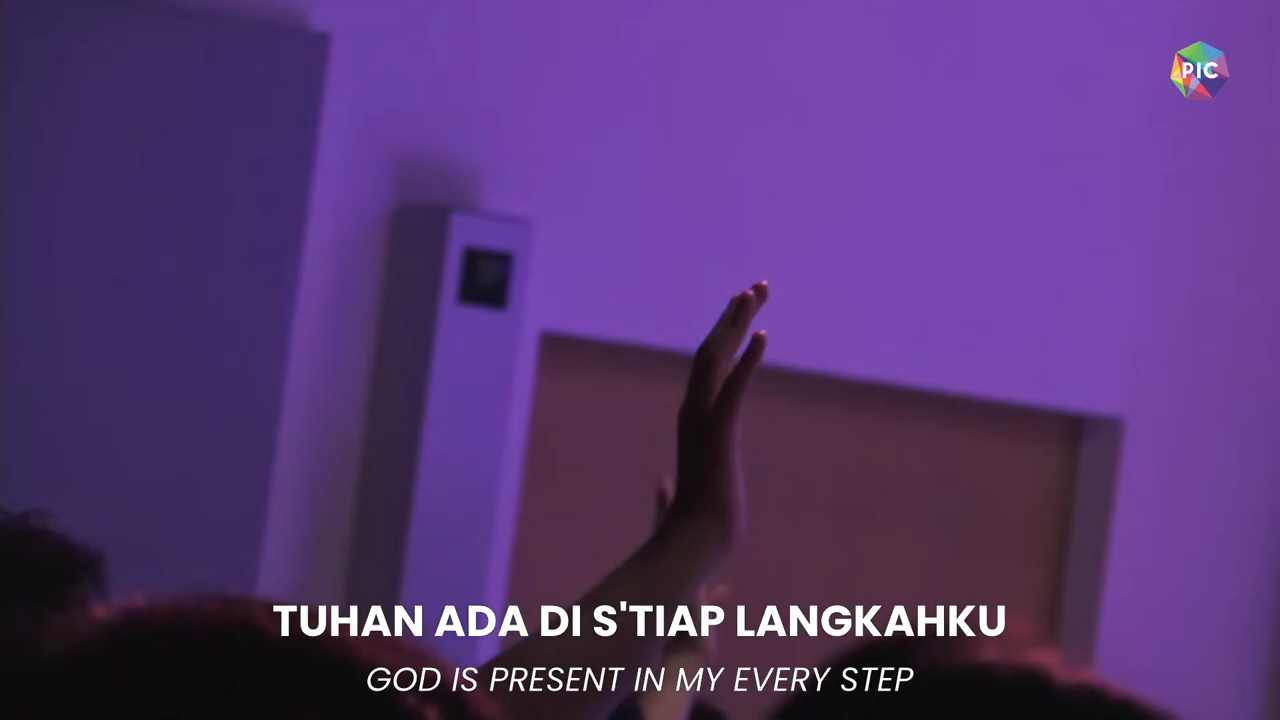 PIC
TUHAN ADA DI S'TIAP LANGKAHKU
GOD IS PRESENT IN MY EVERY STEP